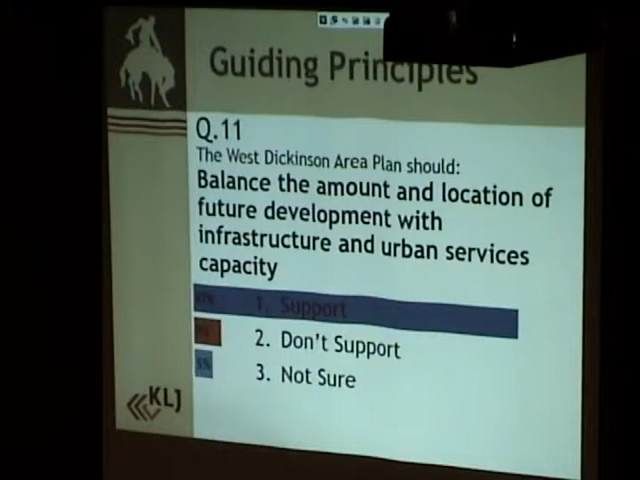 Guiding Principles
Q.11
The West Dickinson Area Plan should:
Balance the amount and location of
future development with
infrastructure and urban services
capacity
1. Support
2. Don't Support
3. Not Sure
KLJ